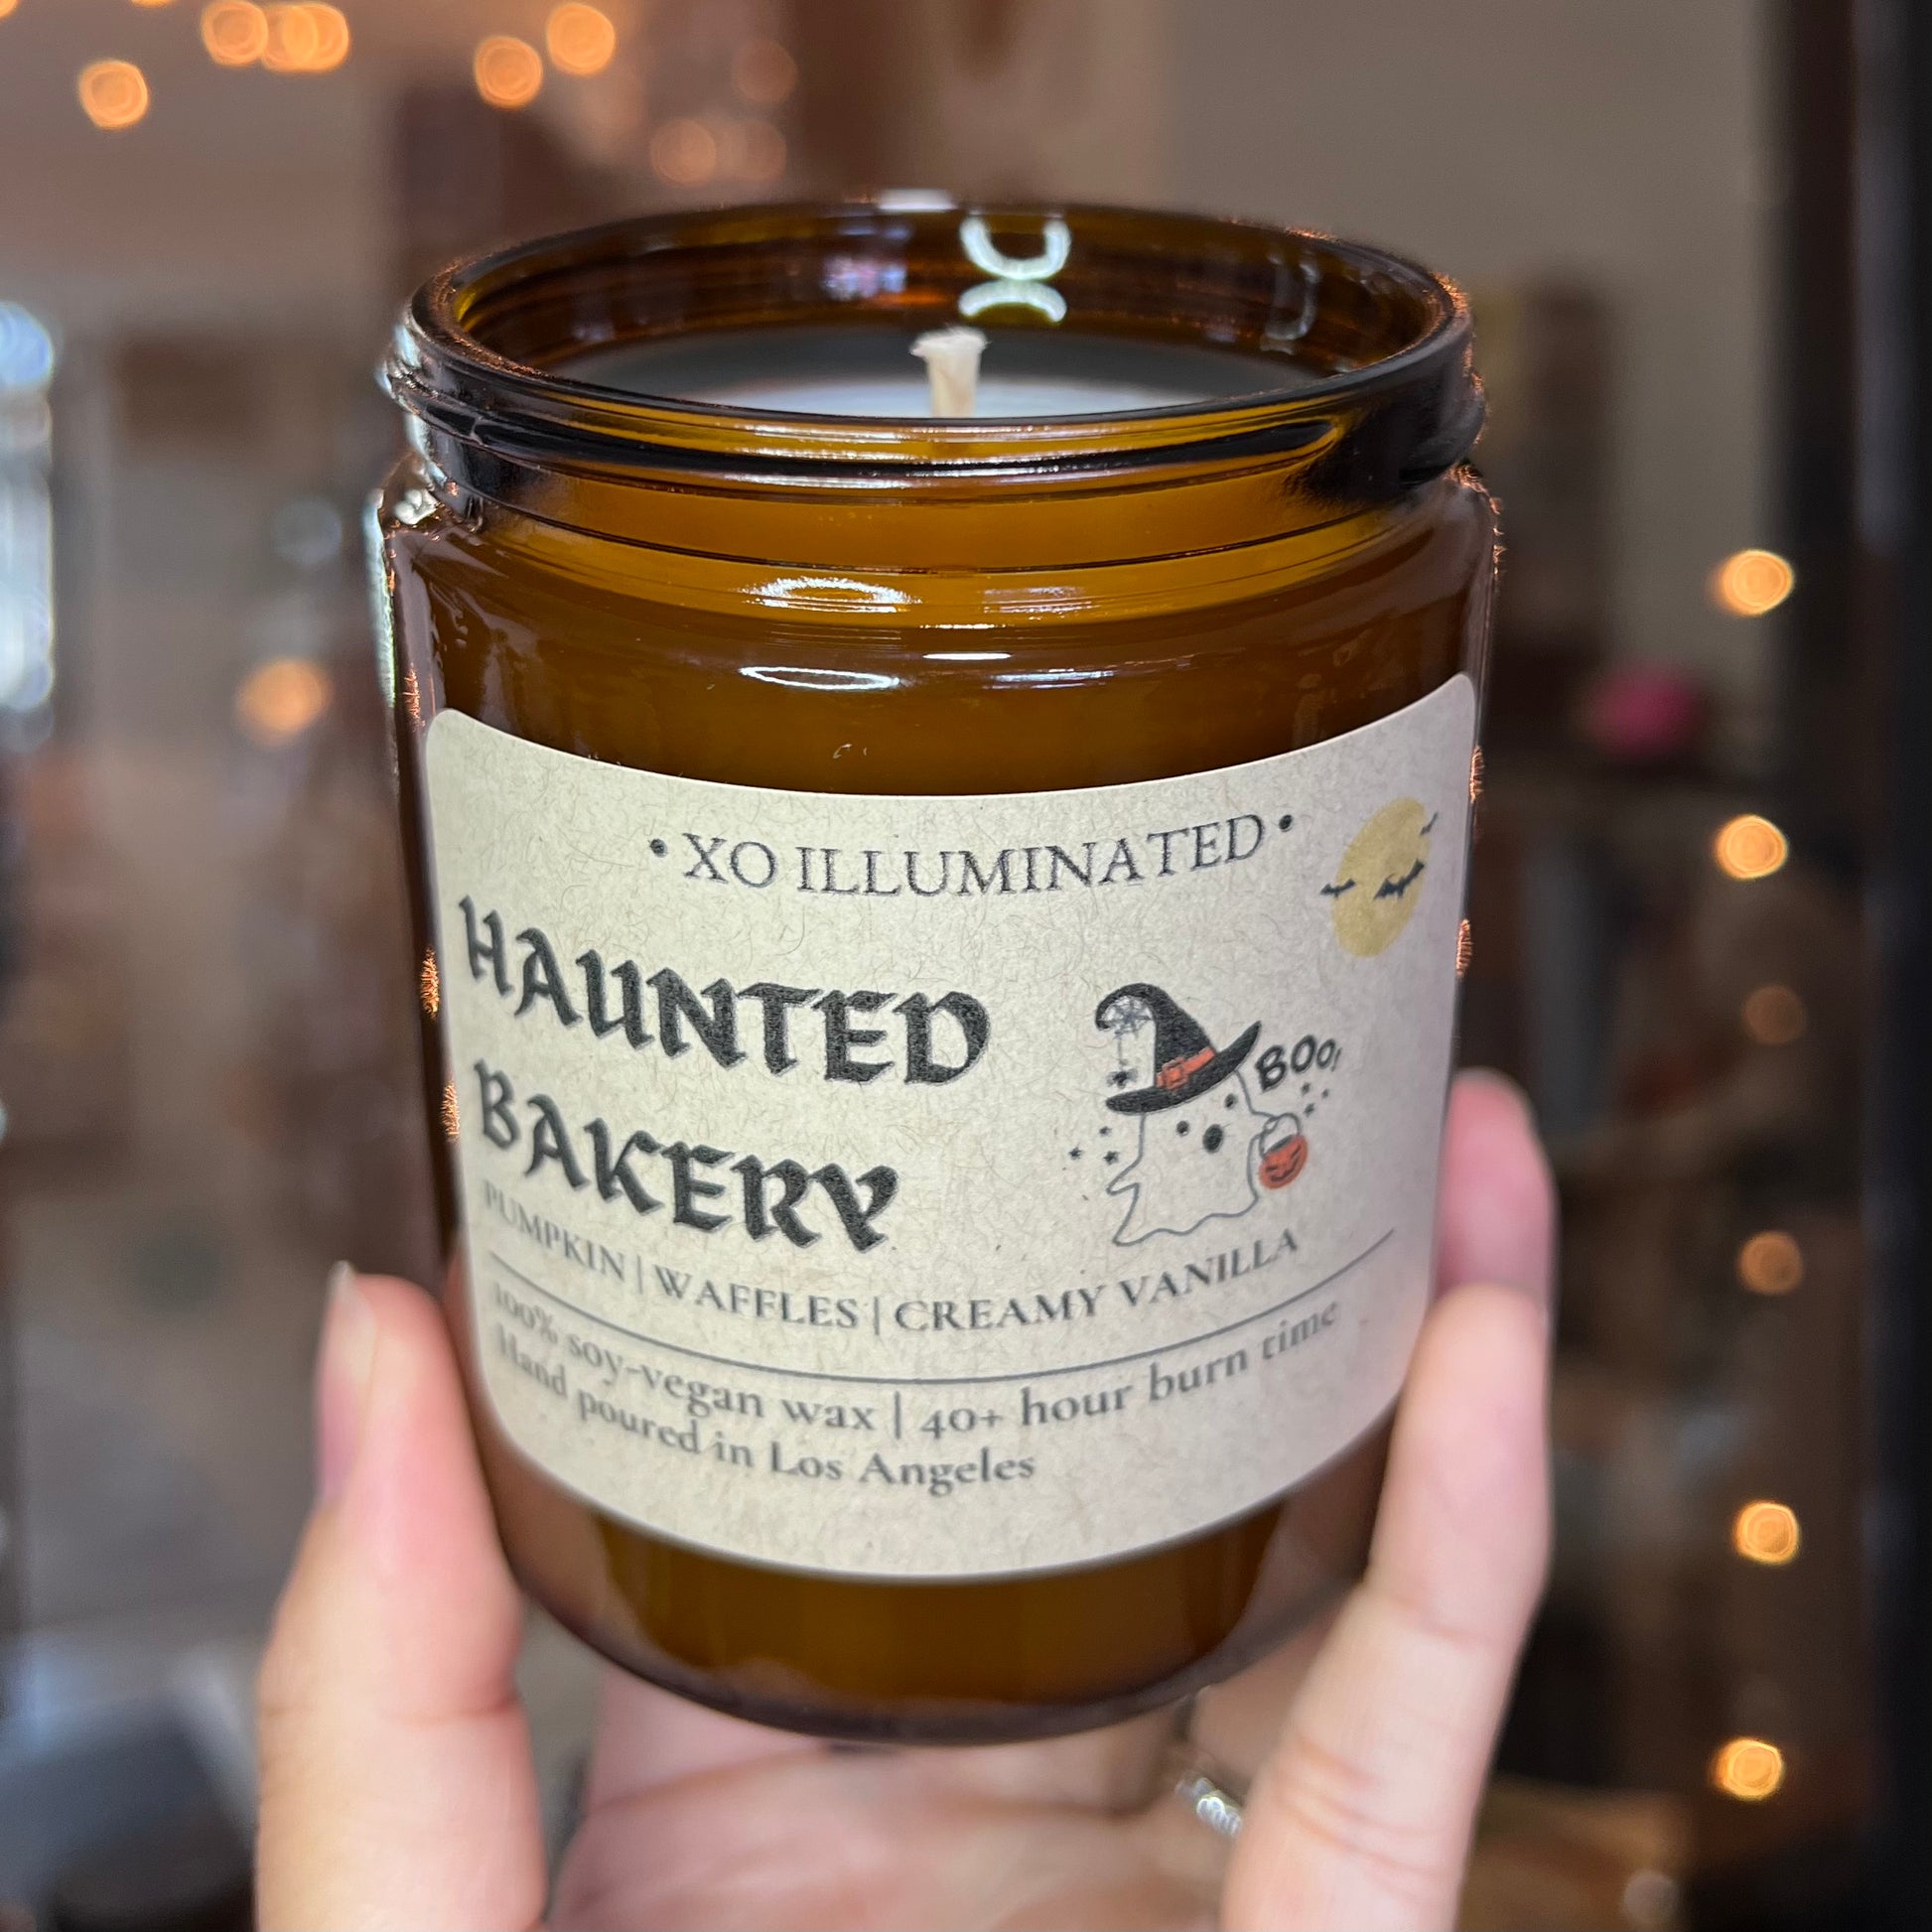 • XO ILLUMINATED •
HAUNTED
BAKERY
BOO!
PUMPKIN | WAFFLES | CREAMY VANILLA
100% soy-vegan wax | 40+ hour burn time
Hand poured in Los Angeles